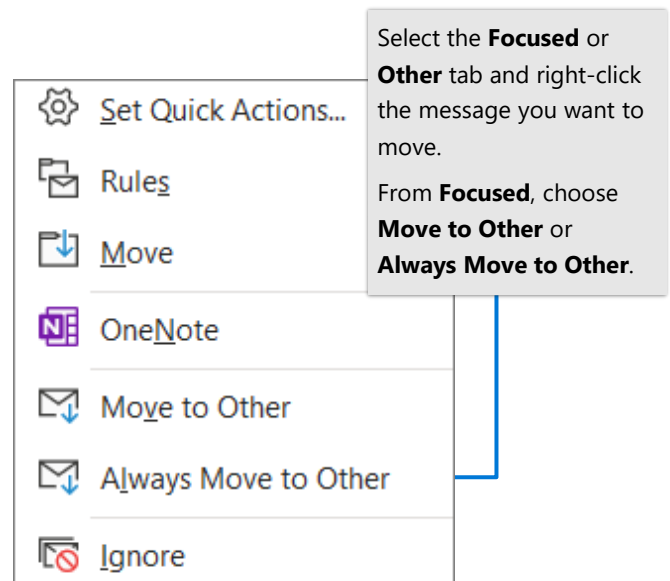 Select the Focused or
Other tab and right-click
the message you want to
move.
From Focused, choose
Move to Other or
Always Move to Other.
Set Quick Actions...
Rules
Move
N
OneNote
Move to Other
Always Move to Other
Ignore